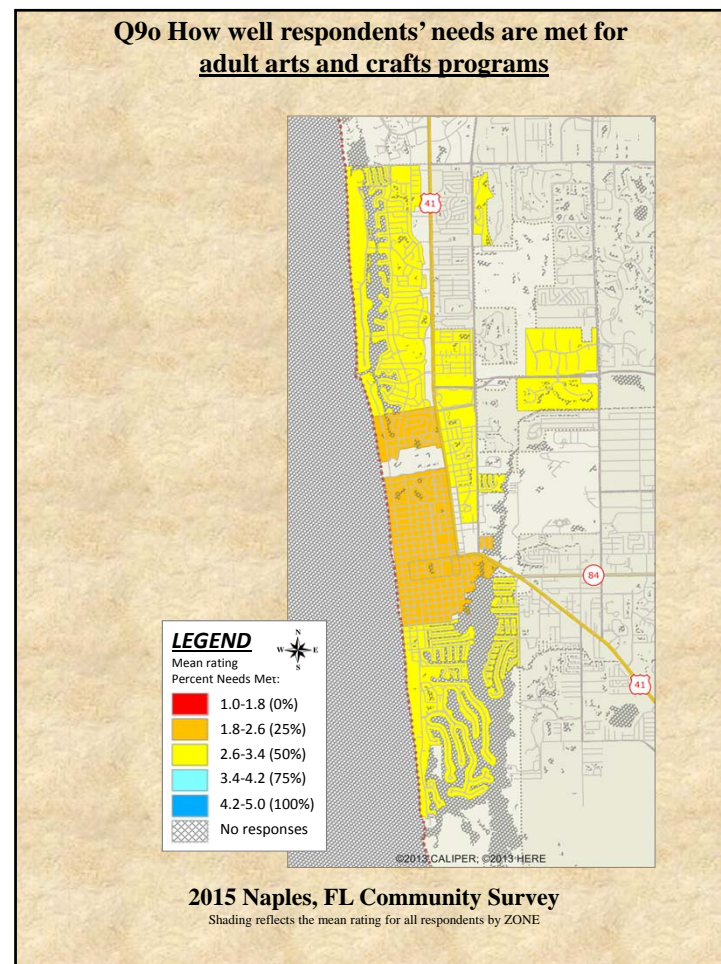 Q9o How well respondents’ needs are met for
adult arts and crafts programs
41
84
41
LEGEND
N
W E
S
Mean rating
Percent Needs Met:
1.0-1.8 (0%)
1.8-2.6 (25%)
2.6-3.4 (50%)
3.4-4.2 (75%)
4.2-5.0 (100%)
No responses
©2013 CALIPER; ©2013 HERE
2015 Naples, FL Community Survey
Shading reflects the mean rating for all respondents by ZONE